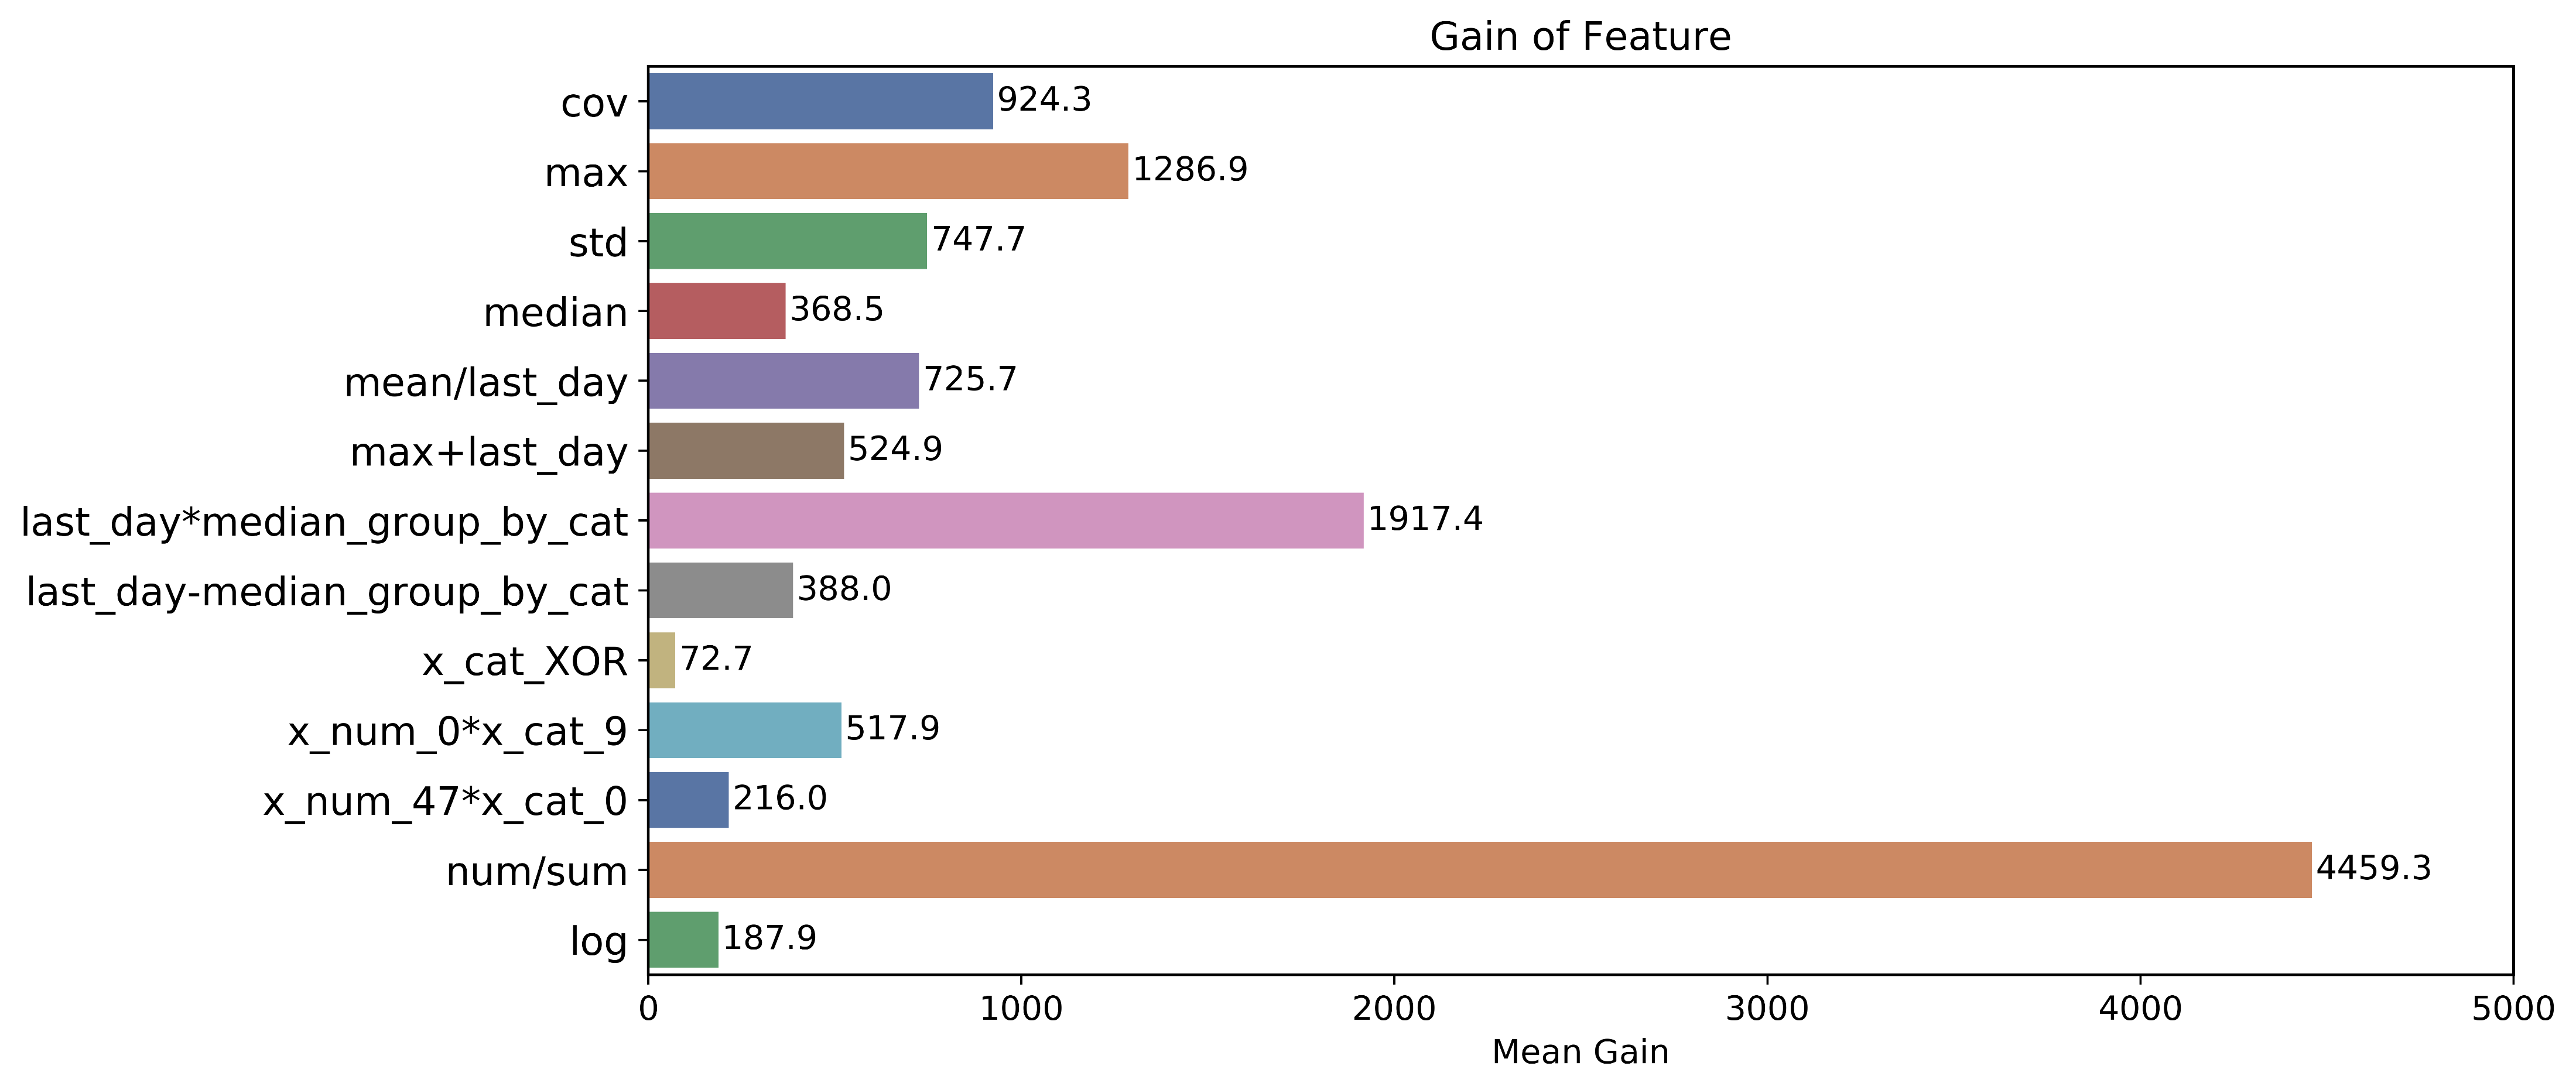 Gain of Feature
cov 924.3
max 1286.9
std 747.7
median 368.5
mean/last_day 725.7
max+last_day 524.9
last_day*median_group_by_cat 1917.4
last_day-median_group_by_cat 388.0
x_cat_XOR 72.7
x_num_0*x_cat_9 517.9
x_num_47*x_cat_0 216.0
num/sum 4459.3
log 187.9
0 1000 2000 3000 4000 5000
Mean Gain